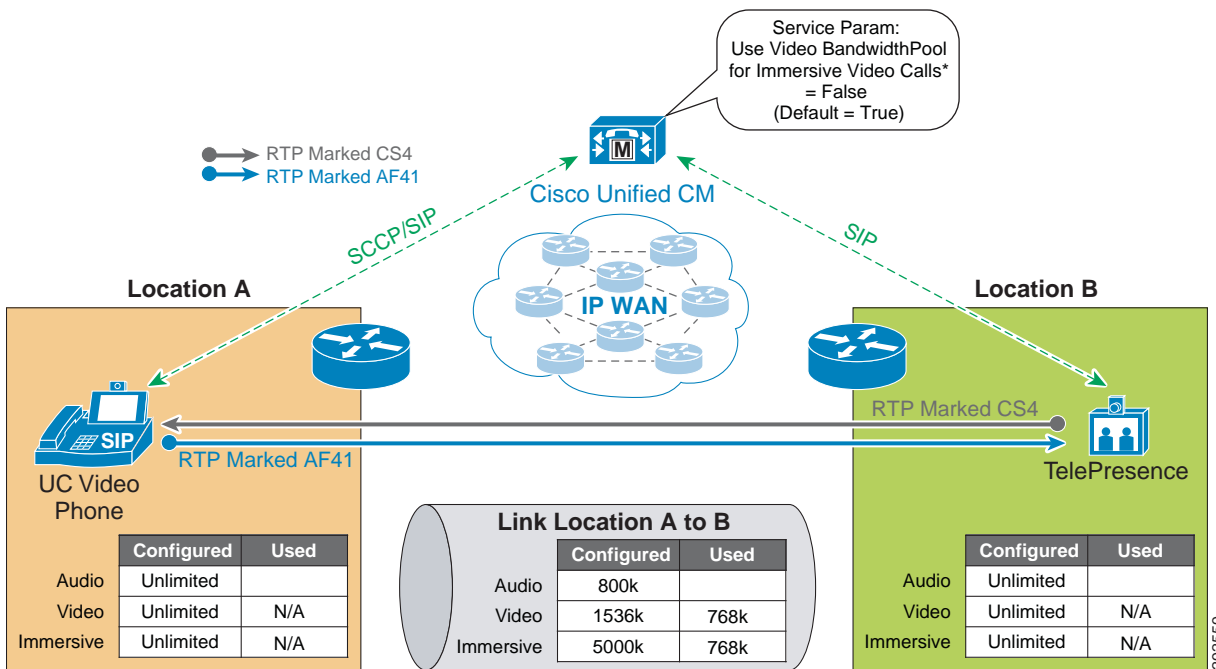 Service Param:
Use Video BandwidthPool
for Immersive Video Calls*
= False
(Default = True)
RTP Marked CS4
RTP Marked AF41
M
Cisco Unified CM
SCCP/SIP
SIP
IP WAN
Location A
Location B
RTP Marked CS4
SIP
RTP Marked AF41
UC Video
Phone
TelePresence
Configured Used
Audio Unlimited
Video Unlimited N/A
Immersive Unlimited N/A
Link Location A to B
Configured Used
Audio 800k
Video 1536k 768k
Immersive 5000k 768k
Configured Used
Audio Unlimited
Video Unlimited N/A
Immersive Unlimited N/A